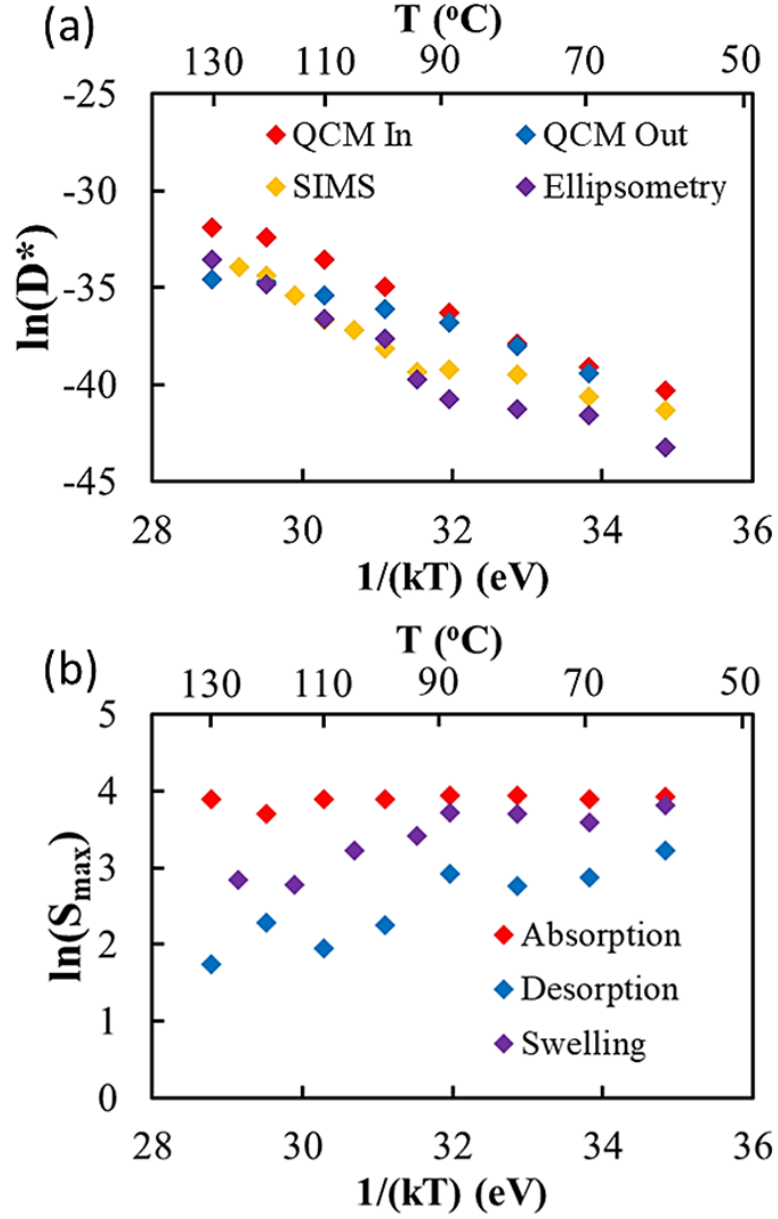 (a)
T (°C)
130 110 90 70 50
-25
QCM In QCM Out
SIMS Ellipsometry
-30
ln(D*)
-35
-40
-45
28 30 32 34 36
1/(kT) (eV)
(b)
T (°C)
130 110 90 70 50
5
4
3
ln(Smax)
2
Absorption
Desorption
1
Swelling
0
28 30 32 34 36
1/(kT) (eV)